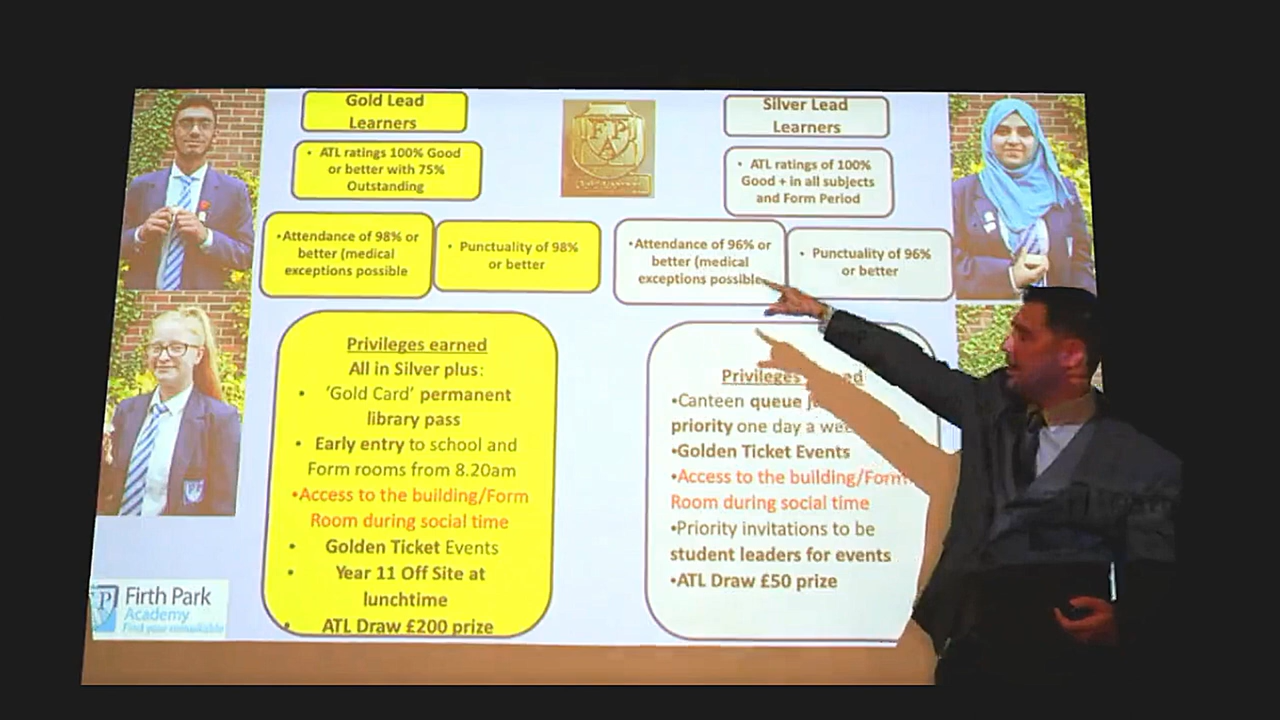 Gold Lead
Learners
• ATL ratings 100% Good
or better with 75%
Outstanding
•Attendance of 98% or
better (medical
exceptions possible
• Punctuality of 98%
or better
Privileges earned
All in Silver plus:
• ‘Gold Card’ permanent
library pass
• Early entry to school and
Form rooms from 8.20am
•Access to the building/Form
Room during social time
• Golden Ticket Events
• Year 11 Off Site at
lunchtime
• ATL Draw £200 prize
FPA
Silver Lead
Learners
• ATL ratings of 100%
Good + in all subjects
and Form Period
•Attendance of 96% or
better (medical
exceptions possible
• Punctuality of 96%
or better
Privileges
•Canteen queue
priority one day a
•Golden Ticket Events
•Access to the building/Form
Room during social time
•Priority invitations to be
student leaders for events
•ATL Draw £50 prize
Firth Park
Academy
Find your remarkable